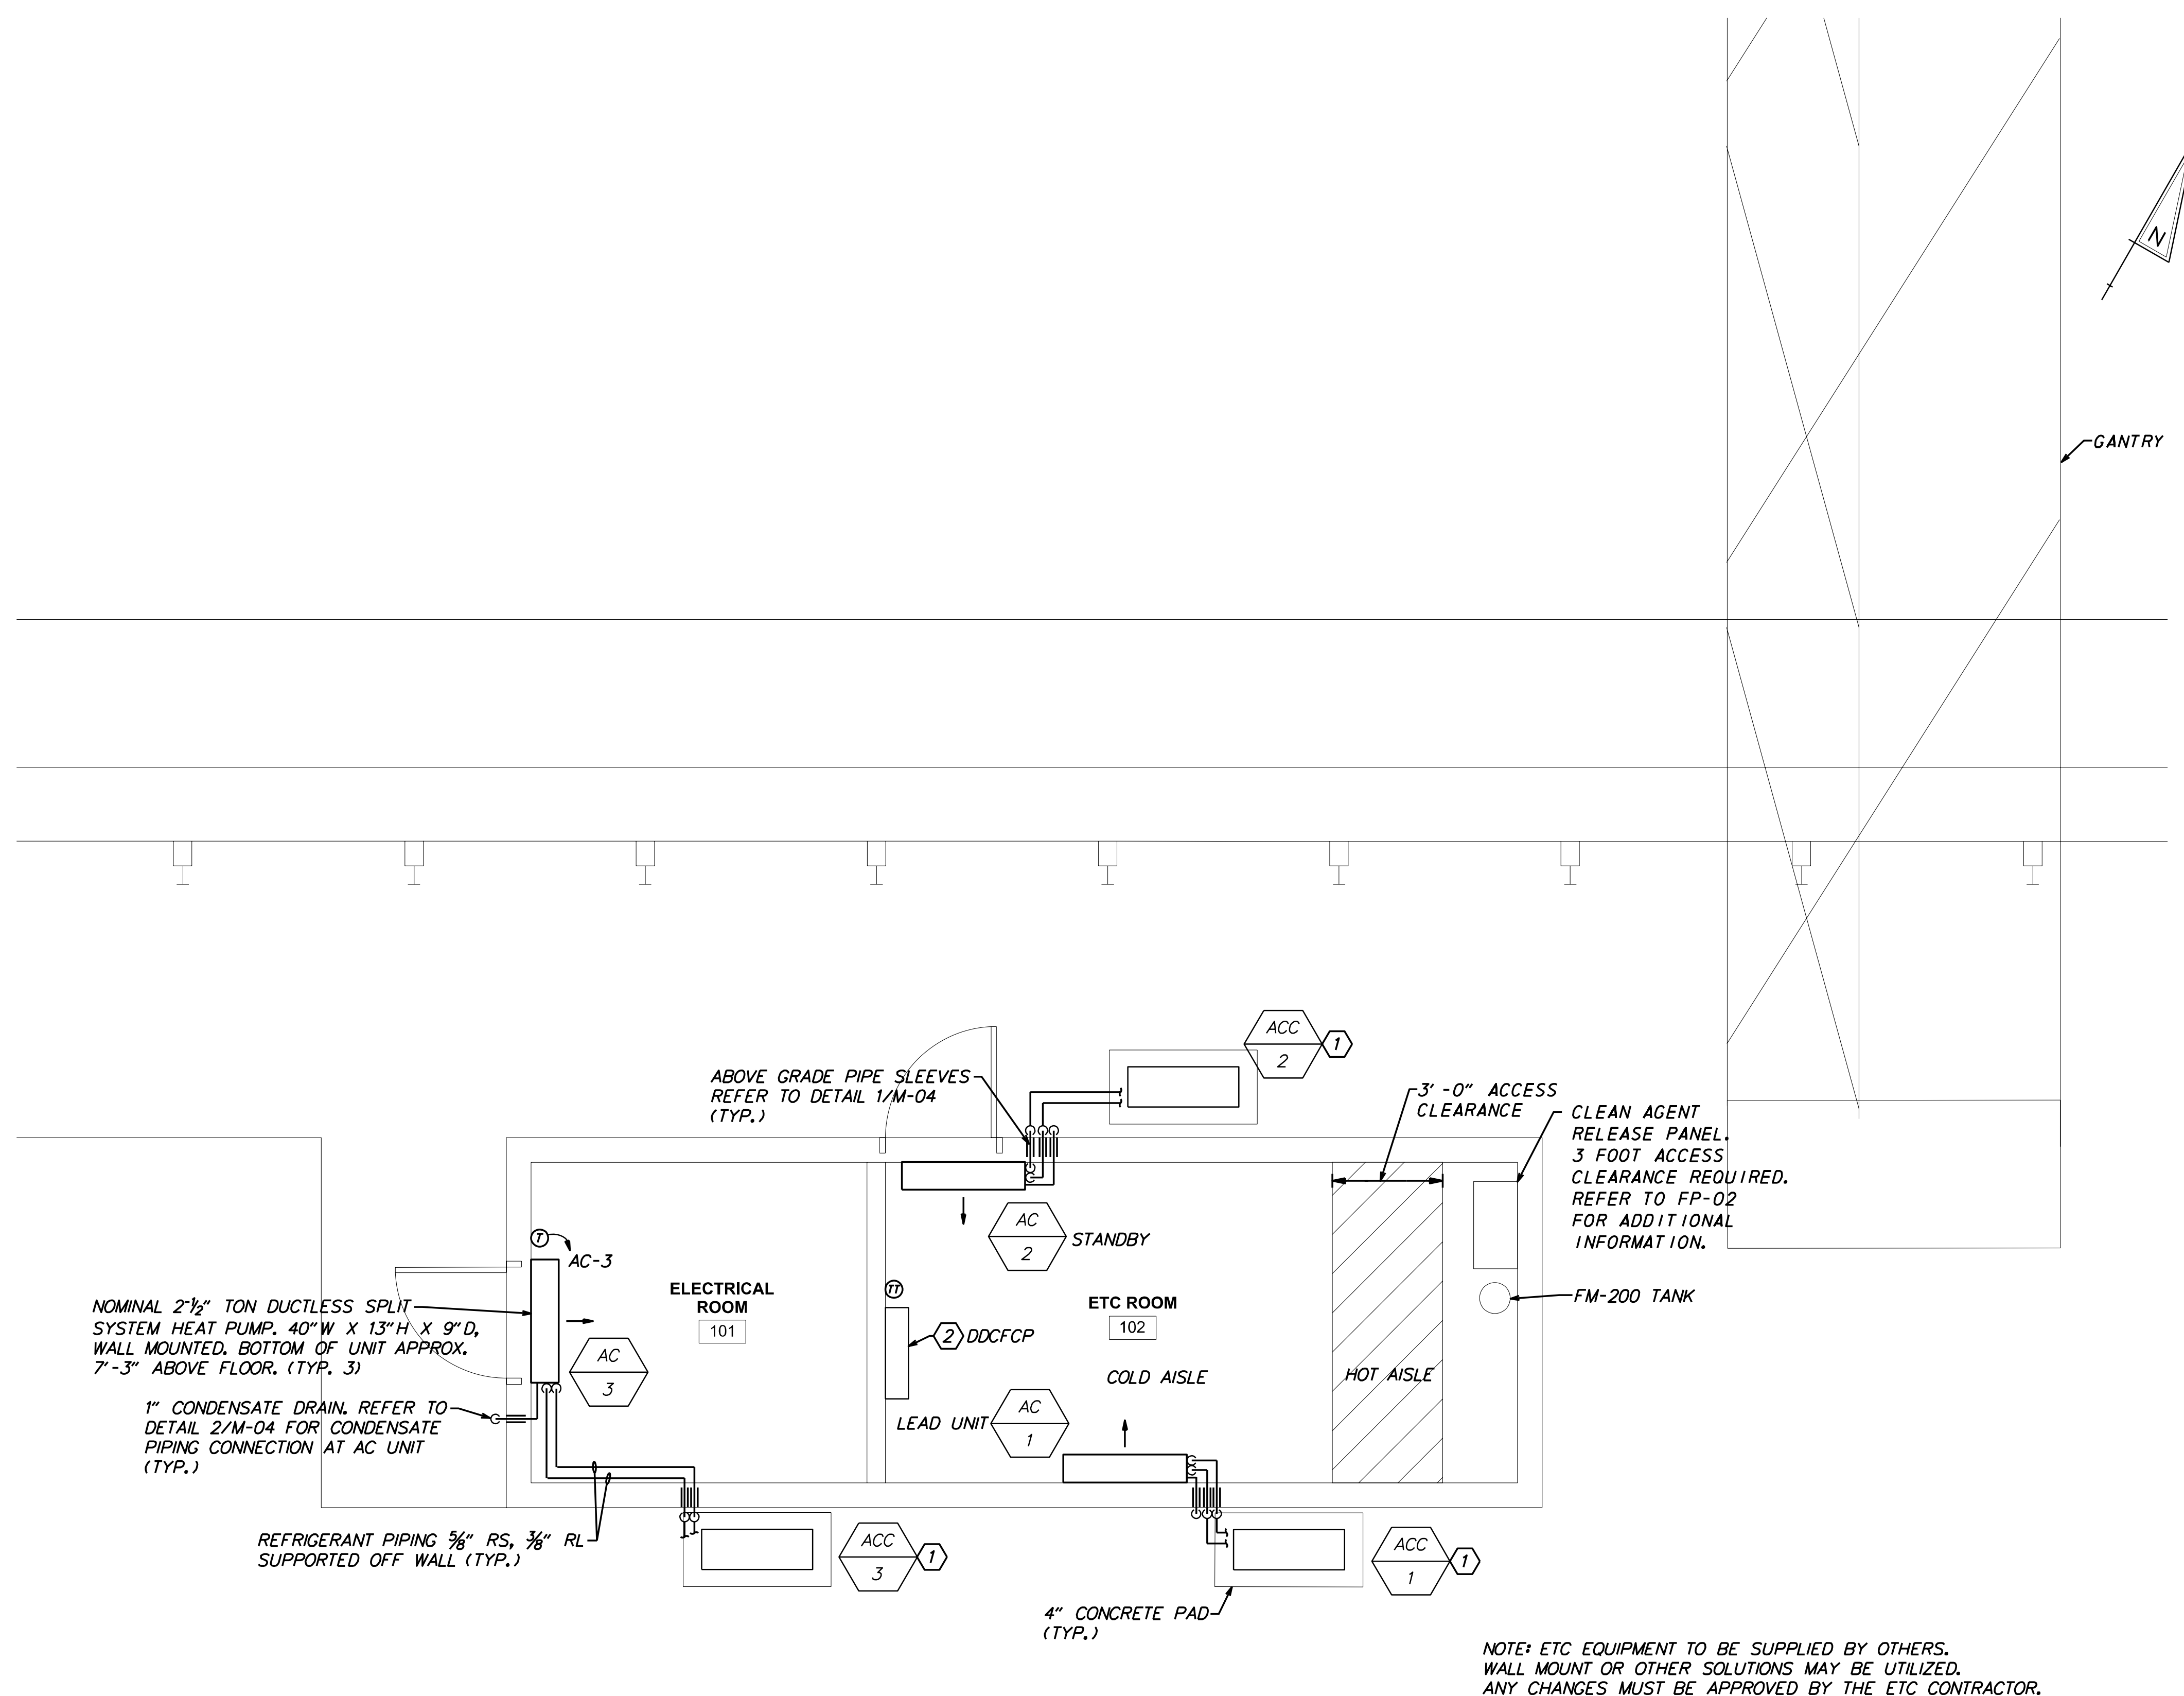 N
GANTRY
ACC
2
1
ABOVE GRADE PIPE SLEEVES
REFER TO DETAIL 1/M-04
(TYP.)
3'-0" ACCESS
CLEARANCE
CLEAN AGENT
RELEASE PANEL.
3 FOOT ACCESS
CLEARANCE REQUIRED.
REFER TO FP-02
FOR ADDITIONAL
INFORMATION.
AC
2
STANDBY
T
AC-3
TT
ELECTRICAL
ROOM
101
ETC ROOM
102
FM-200 TANK
NOMINAL 2-1/2" TON DUCTLESS SPLIT
SYSTEM HEAT PUMP. 40"W X 13"H X 9"D,
WALL MOUNTED. BOTTOM OF UNIT APPROX.
7'-3" ABOVE FLOOR. (TYP. 3)
2 DDCFCP
AC
3
COLD AISLE
HOT AISLE
1" CONDENSATE DRAIN. REFER TO
DETAIL 2/M-04 FOR CONDENSATE
PIPING CONNECTION AT AC UNIT
(TYP.)
LEAD UNIT
AC
1
REFRIGERANT PIPING 5/8" RS, 3/8" RL
SUPPORTED OFF WALL (TYP.)
ACC
3
1
ACC
1
1
4" CONCRETE PAD
(TYP.)
NOTE: ETC EQUIPMENT TO BE SUPPLIED BY OTHERS.
WALL MOUNT OR OTHER SOLUTIONS MAY BE UTILIZED.
ANY CHANGES MUST BE APPROVED BY THE ETC CONTRACTOR.